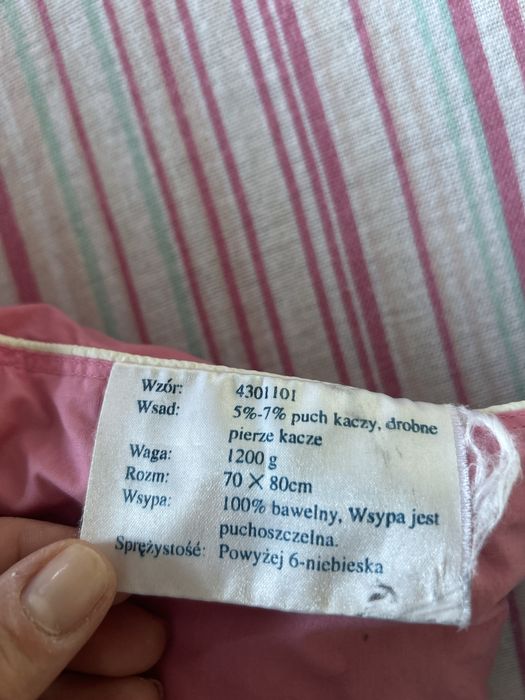 Wzór: 4301101
Wsad: 5%-7% puch kaczy, drobne
pierze kacze
Waga: 1200 g
Rozm: 70 X 80cm
Wsypa: 100% bawelny, Wsypa jest
puchoszczelna.
Sprężystość: Powyżej 6-niebieska